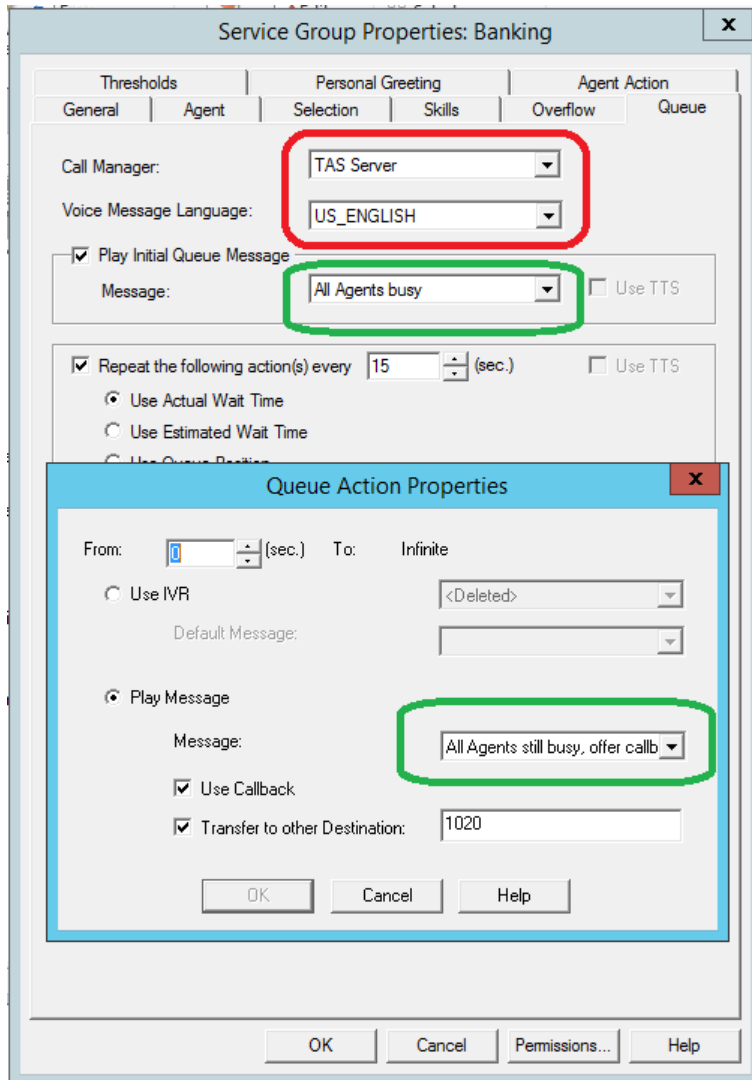 Service Group Properties: Banking
x
Thresholds Personal Greeting Agent Action
General Agent Selection Skills Overflow Queue
Call Manager: TAS Server
Voice Message Language: US_ENGLISH
Play Initial Queue Message
Message: All Agents busy Use TTS
Repeat the following action(s) every 15 (sec.) Use TTS
Use Actual Wait Time
Use Estimated Wait Time
Use Queue Position
Queue Action Properties
x
From: 0 (sec.) To: Infinite
Use IVR <Deleted>
Default Message:
Play Message
Message: All Agents still busy, offer callb
Use Callback
Transfer to other Destination: 1020
OK Cancel Help
OK Cancel Permissions... Help